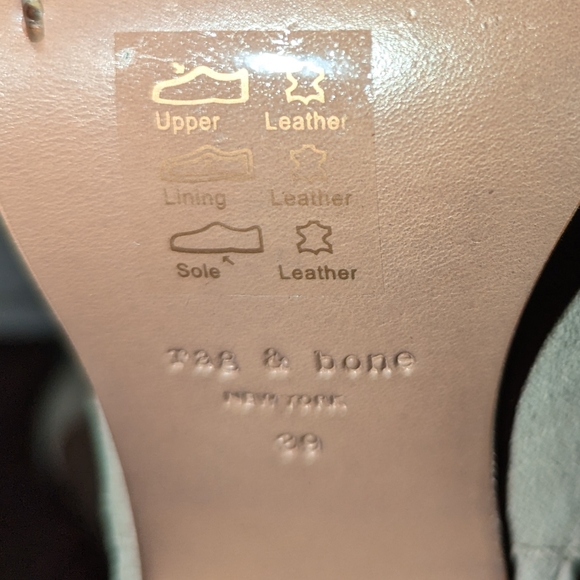 Upper Leather
Lining Leather
Sole Leather
rag & bone
NEW YORK
39